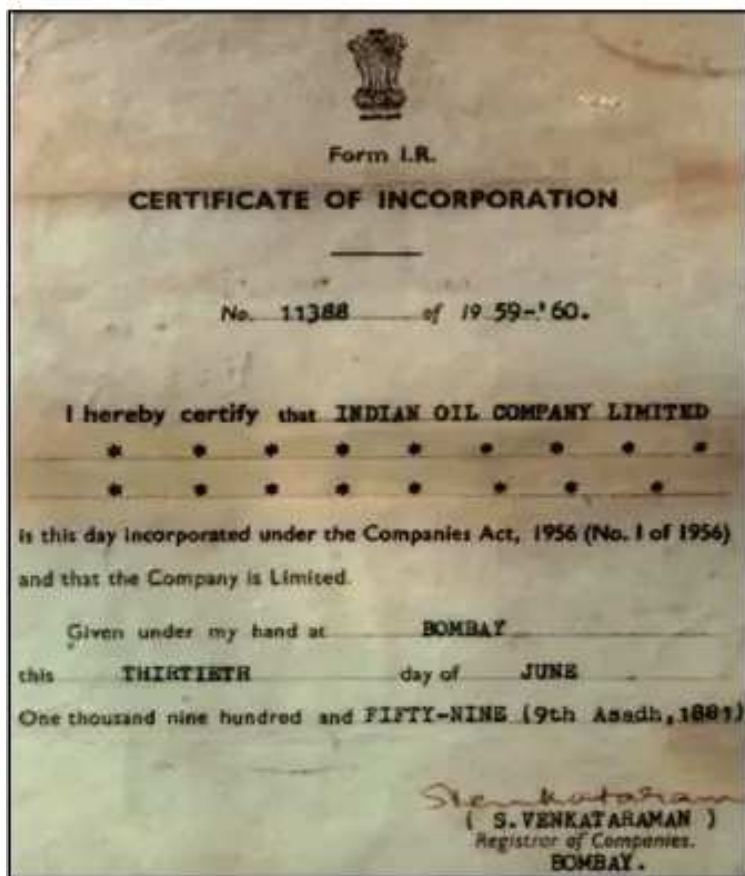 Form I.R.
CERTIFICATE OF INCORPORATION
No. 11388 of 19 59-'60.
I hereby certify that INDIAN OIL COMPANY LIMITED
* * * * * * * * *
* * * * * * * *
is this day incorporated under the Companies Act, 1956 (No. 1 of 1956)
and that the Company is Limited.
Given under my hand at BOMBAY
this THIRTIETH day of JUNE
One thousand nine hundred and FIFTY-NINE (9th Asadh, 1881)
Svenkataraman
( S.VENKATARAMAN )
Registrar of Companies.
BOMBAY.